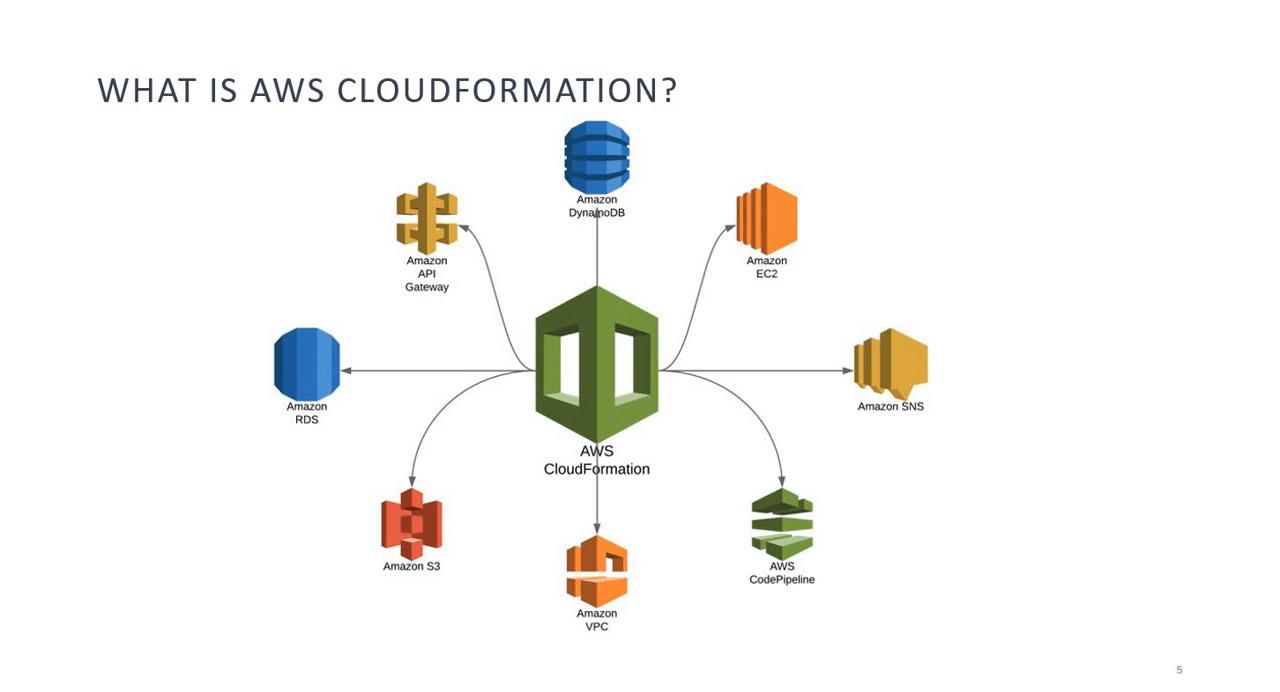 WHAT IS AWS CLOUDFORMATION?
Amazon
DynamoDB
Amazon
API
Gateway
Amazon
EC2
Amazon
RDS
Amazon SNS
AWS
CloudFormation
Amazon S3
AWS
CodePipeline
Amazon
VPC
5